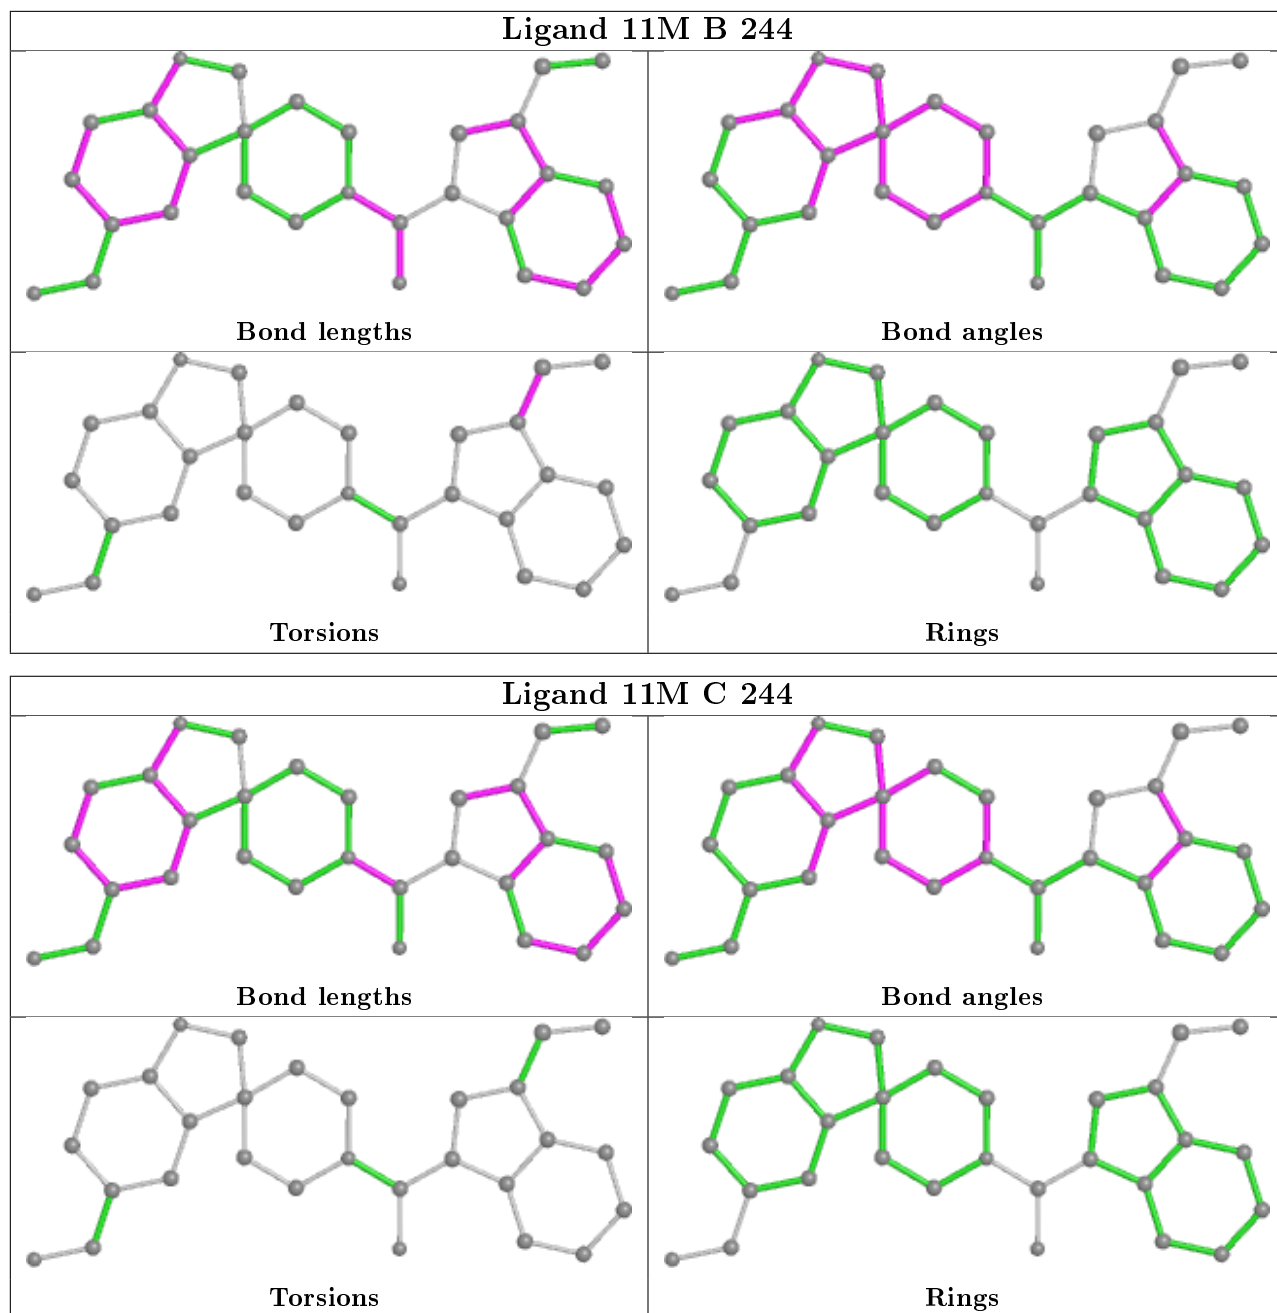 Ligand 11M B 244
Bond lengths
Bond angles
Torsions
Rings
Ligand 11M C 244
Bond lengths
Bond angles
Torsions
Rings